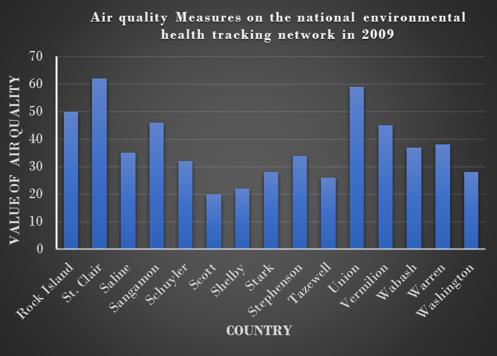 Air quality Measures on the national environmental
health tracking network in 2009
VALUE OF AIR QUALITY
70
60
50
40
30
20
10
0
Rock Island
St. Clair
Saline
Sangamon
Schuyler
Scott
Shelby
Stark
Stephenson
Tazewell
Union
Vermilion
Wabash
Warren
Washington
COUNTRY